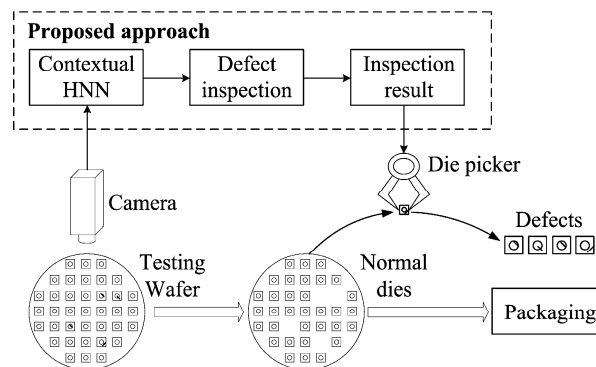 Proposed approach
Contextual
HNN
Defect
inspection
Inspection
result
Die picker
Camera
Defects
Testing
Wafer
Normal
dies
Packaging